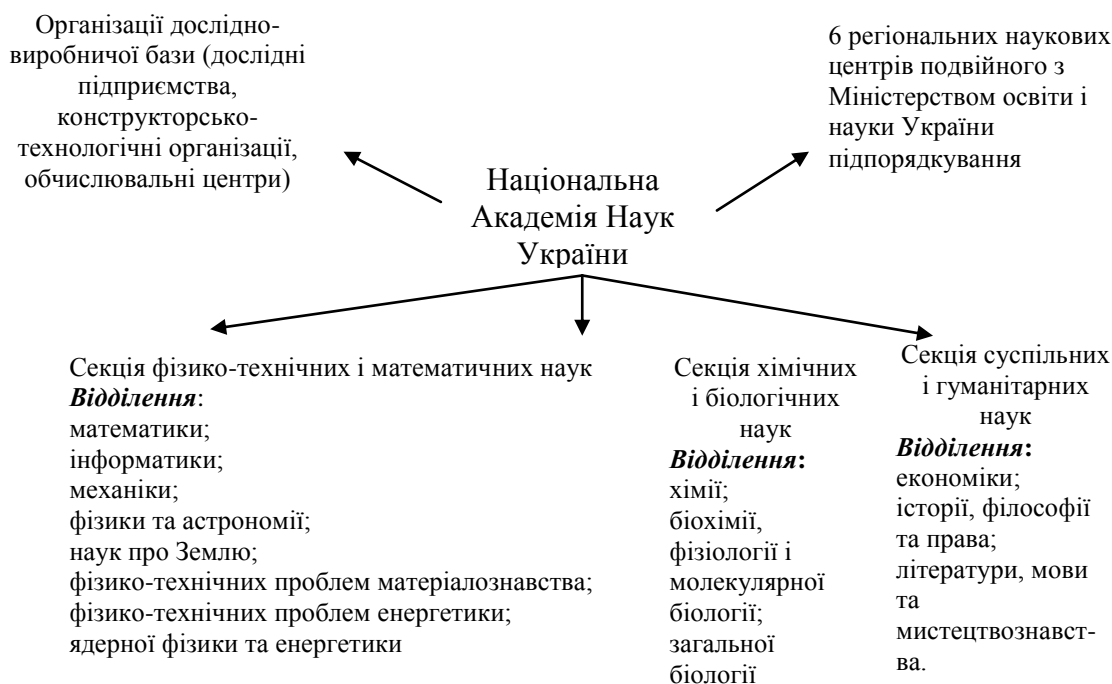 Організації дослідно-
виробничої бази (дослідні
підприємства,
конструкторсько-
технологічні організації,
обчислювальні центри)
6 регіональних наукових
центрів подвійного з
Міністерством освіти і
науки України
підпорядкування
Національна
Академія Наук
України
Секція фізико-технічних і математичних наук
Відділення:
математики;
інформатики;
механіки;
фізики та астрономії;
наук про Землю;
фізико-технічних проблем матеріалознавства;
фізико-технічних проблем енергетики;
ядерної фізики та енергетики
Секція хімічних
і біологічних
наук
Відділення:
хімії;
біохімії,
фізіології і
молекулярної
біології;
загальної
біології
Секція суспільних
і гуманітарних
наук
Відділення:
економіки;
історії, філософії
та права;
літератури, мови
та
мистецтвознавст-
ва.